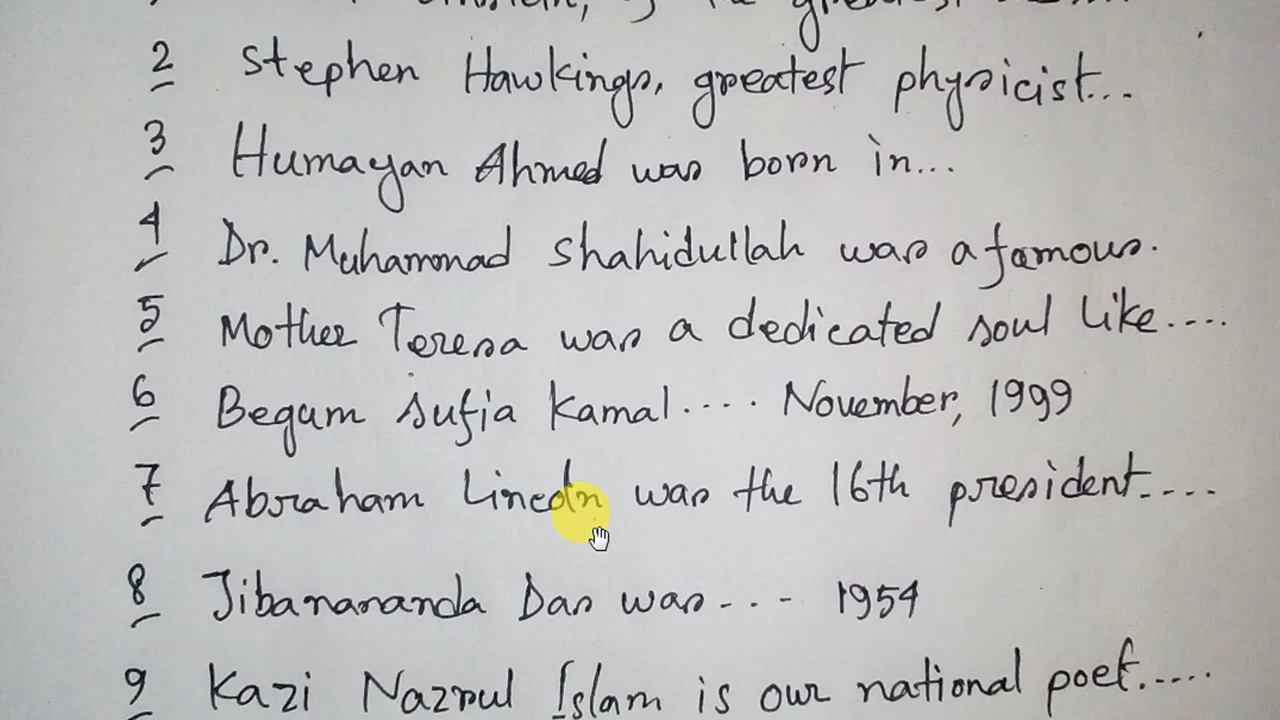 the greatest
2 Stephen Hawkings, greatest physicist...
3 Humayan Ahmed was born in...
4 Dr. Muhammad Shahidullah was a famous.
5 Mother Teresa was a dedicated soul like....
6 Begum Sufia Kamal.... November, 1999
7 Abraham Lincoln was the 16th president....
8 Jibanananda Das was... 1954
9 Kazi Nazrul Islam is our national poet.....